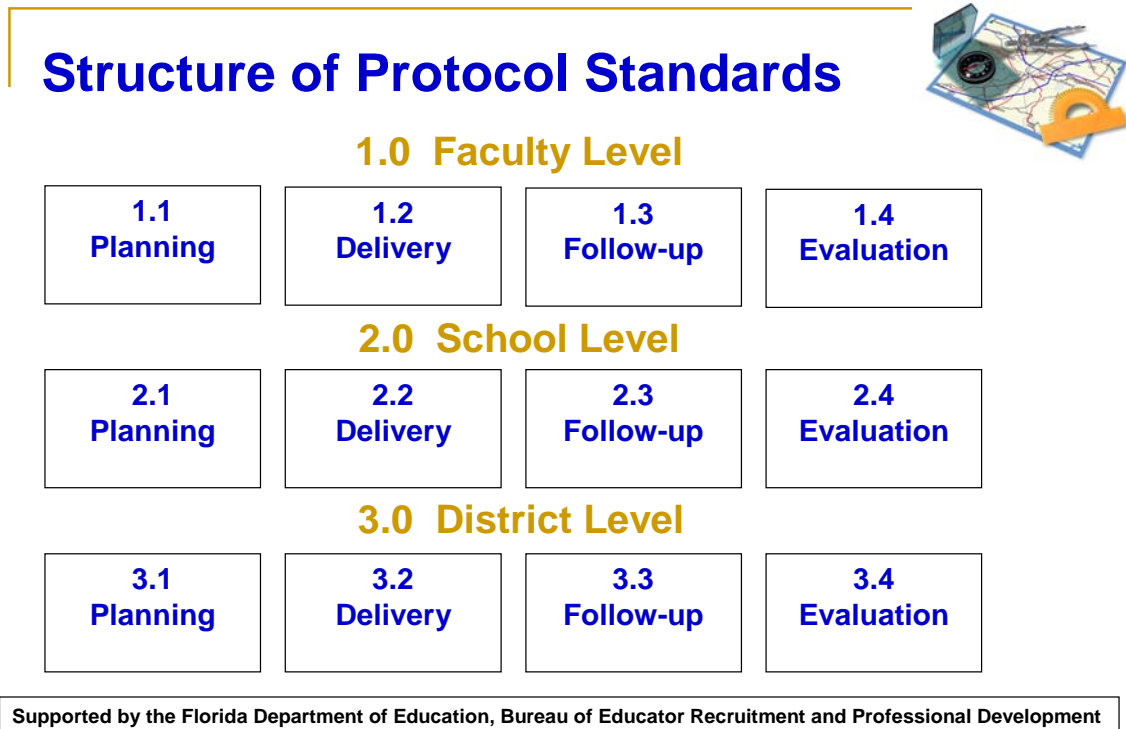 Structure of Protocol Standards
1.0 Faculty Level
1.1
Planning
1.2
Delivery
1.3
Follow-up
1.4
Evaluation
2.0 School Level
2.1
Planning
2.2
Delivery
2.3
Follow-up
2.4
Evaluation
3.0 District Level
3.1
Planning
3.2
Delivery
3.3
Follow-up
3.4
Evaluation
Supported by the Florida Department of Education, Bureau of Educator Recruitment and Professional Development